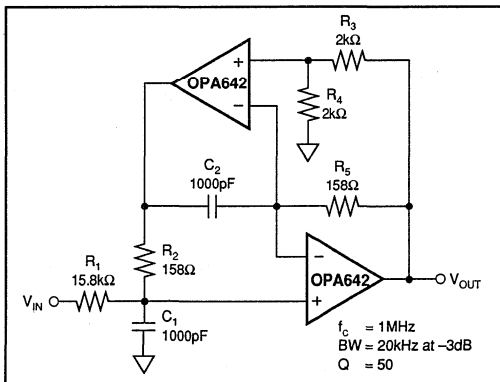 R3
2kΩ
+
OPA642
−
R4
2kΩ
C2
1000pF
R5
158Ω
R1
15.8kΩ
R2
158Ω
−
OPA642
+
VIN
VOUT
C1
1000pF
fc = 1MHz
BW = 20kHz at –3dB
Q = 50